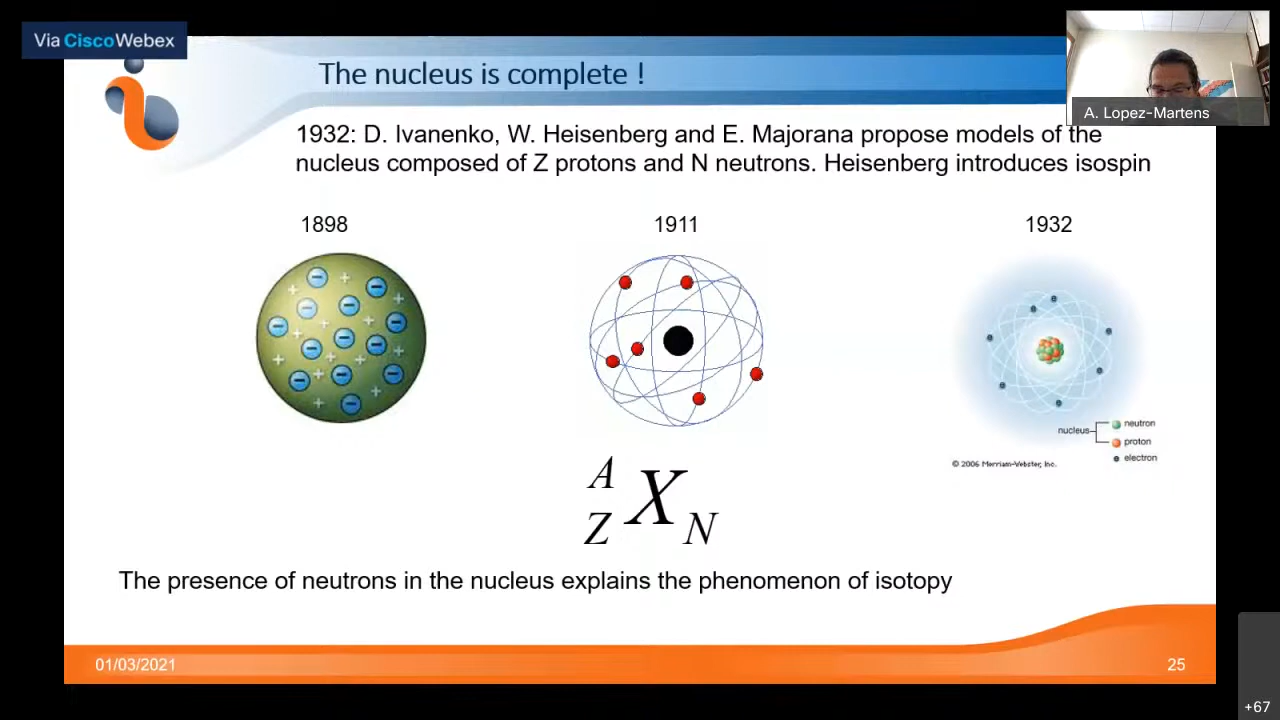 Via CiscoWebex
The nucleus is complete !
A. Lopez-Martens
1932: D. Ivanenko, W. Heisenberg and E. Majorana propose models of the
nucleus composed of Z protons and N neutrons. Heisenberg introduces isospin
1898
1911
1932
nucleus
neutron
proton
electron
© 2006 Merriam-Webster, Inc.
A
Z X N
The presence of neutrons in the nucleus explains the phenomenon of isotopy
01/03/2021
25
+67